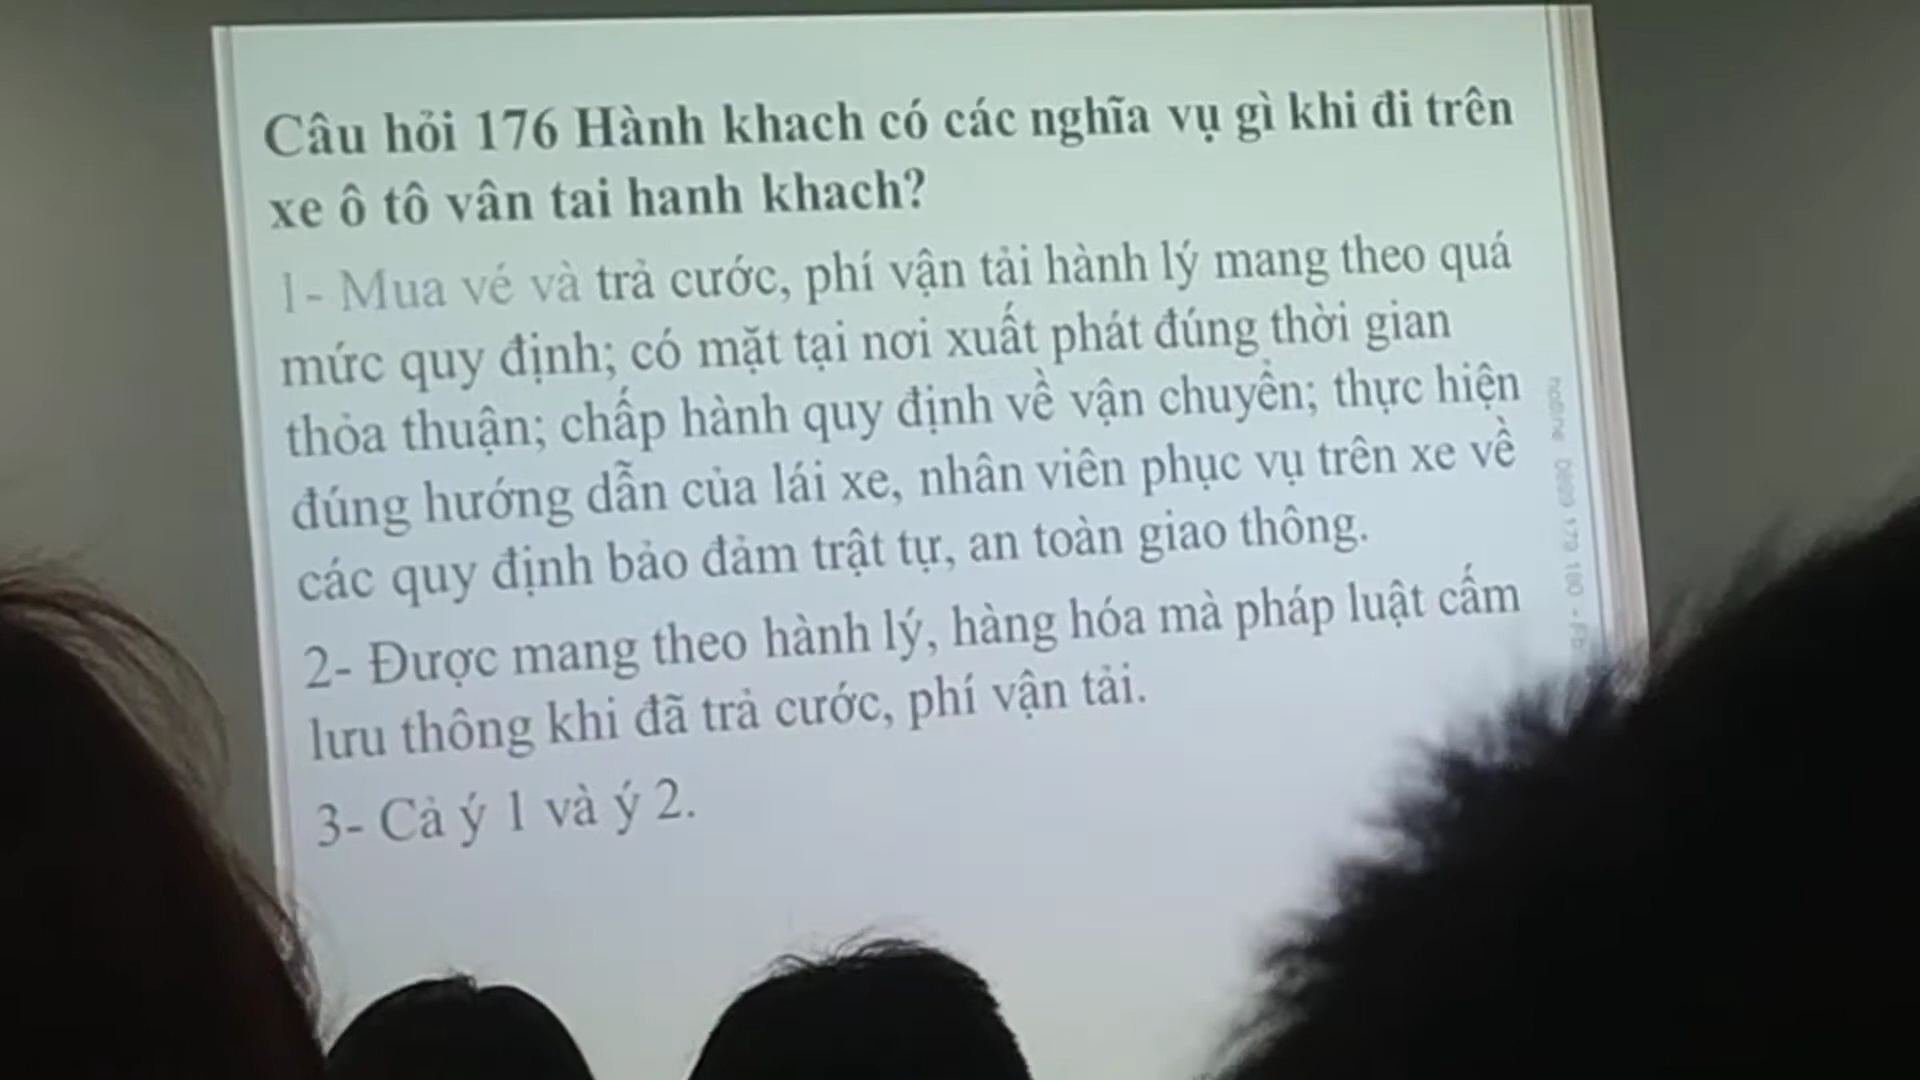 Câu hỏi 176 Hành khach có các nghĩa vụ gì khi đi trên
xe ô tô vân tai hanh khach?
1- Mua vé và trả cước, phí vận tải hành lý mang theo quá
mức quy định; có mặt tại nơi xuất phát đúng thời gian
thỏa thuận; chấp hành quy định về vận chuyển; thực hiện
đúng hướng dẫn của lái xe, nhân viên phục vụ trên xe về
các quy định bảo đảm trật tự, an toàn giao thông.
2- Được mang theo hành lý, hàng hóa mà pháp luật cấm
lưu thông khi đã trả cước, phí vận tải.
3- Cả ý 1 và ý 2.